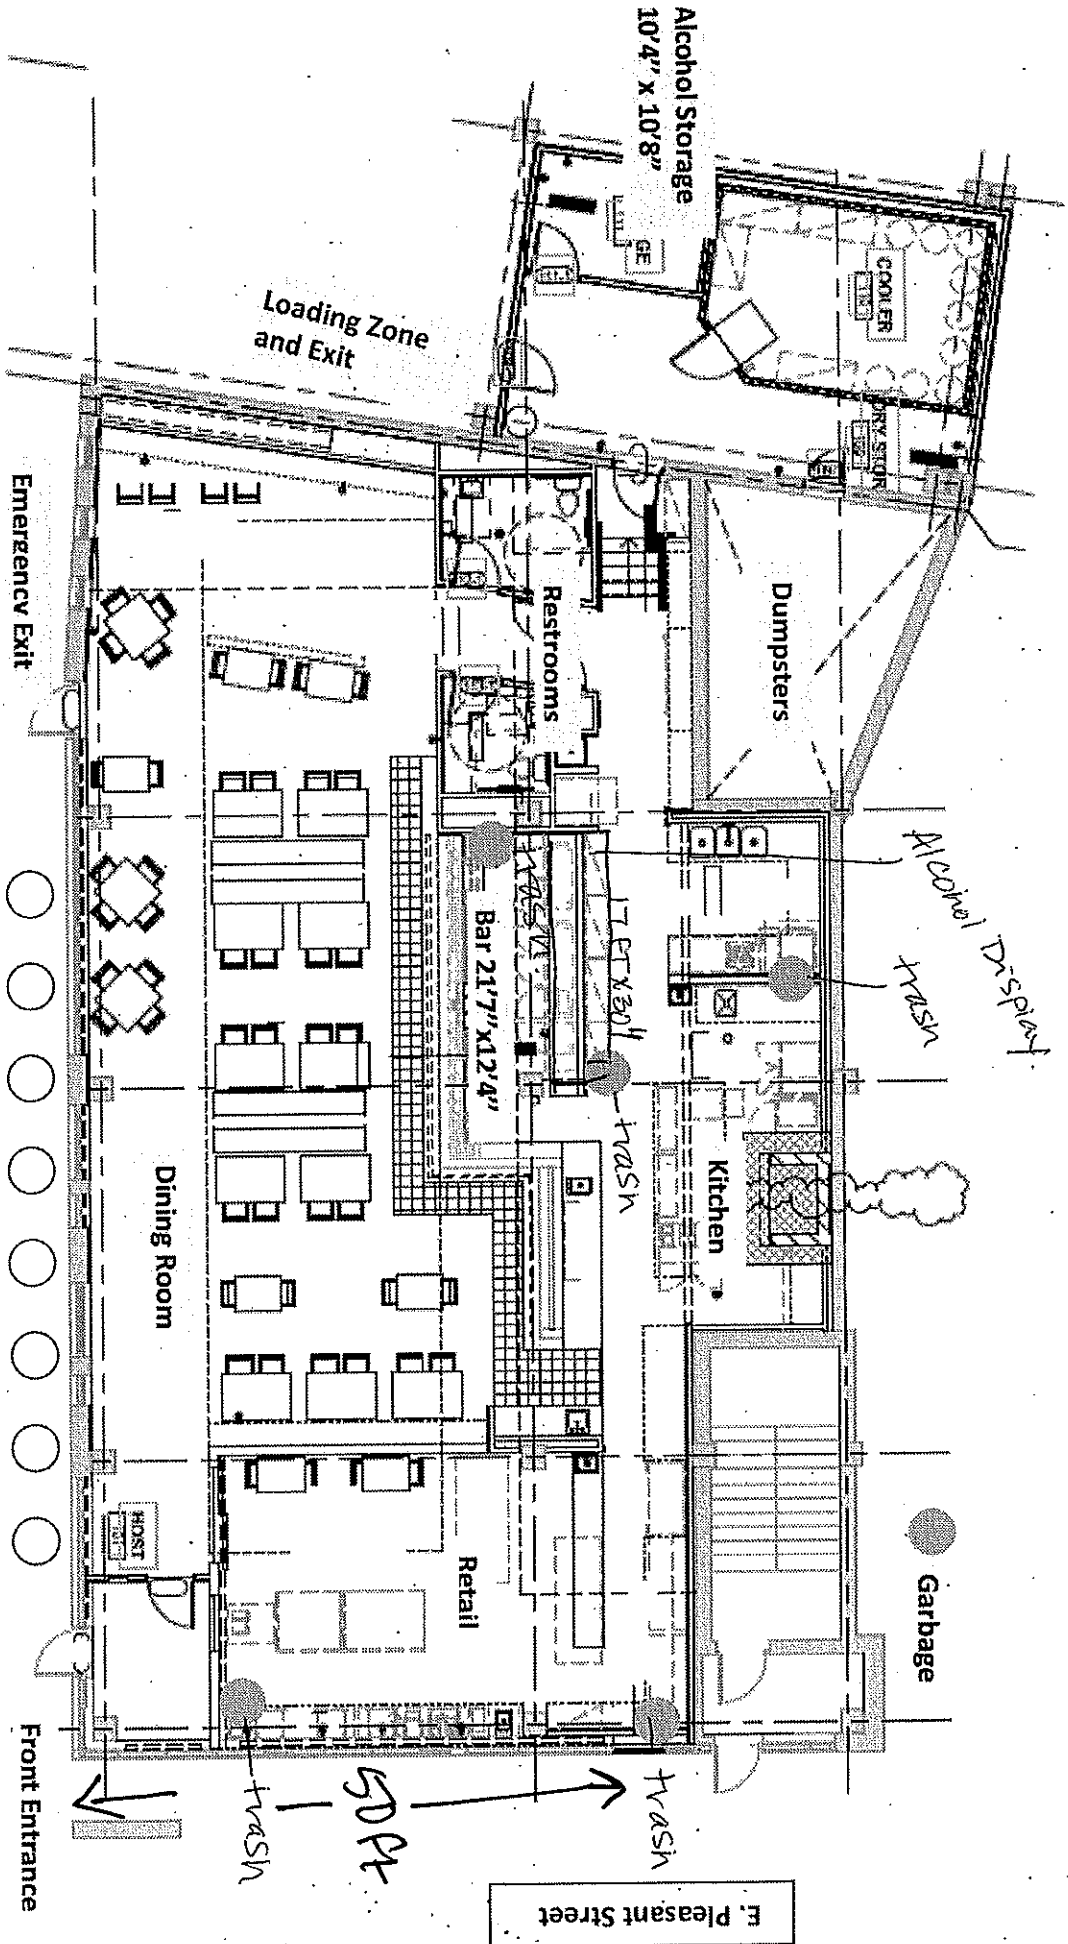 Alcohol Storage
10'4" x 10'8"
GE
COOLER
Loading Zone
and Exit
Emergency Exit
Restrooms
Dumpsters
Alcohol Display
trash
trash
17 FT x 30"
Bar 21'7"x12'4"
trash
Kitchen
Dining Room
HOST
Retail
Garbage
trash
trash
50 ft
Front Entrance
E. Pleasant Street